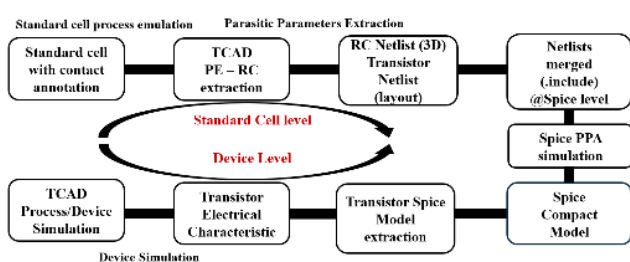 Standard cell process emulation
Parasitic Parameters Extraction
Standard cell
with contact
annotation
TCAD
PE – RC
extraction
RC Netlist (3D)
Transistor
Netlist
(layout)
Netlists
merged
(.include)
@Spice level
Standard Cell level
Device Level
Spice PPA
simulation
TCAD
Process/Device
Simulation
Transistor
Electrical
Characteristic
Transistor Spice
Model
extraction
Spice
Compact
Model
Device Simulation